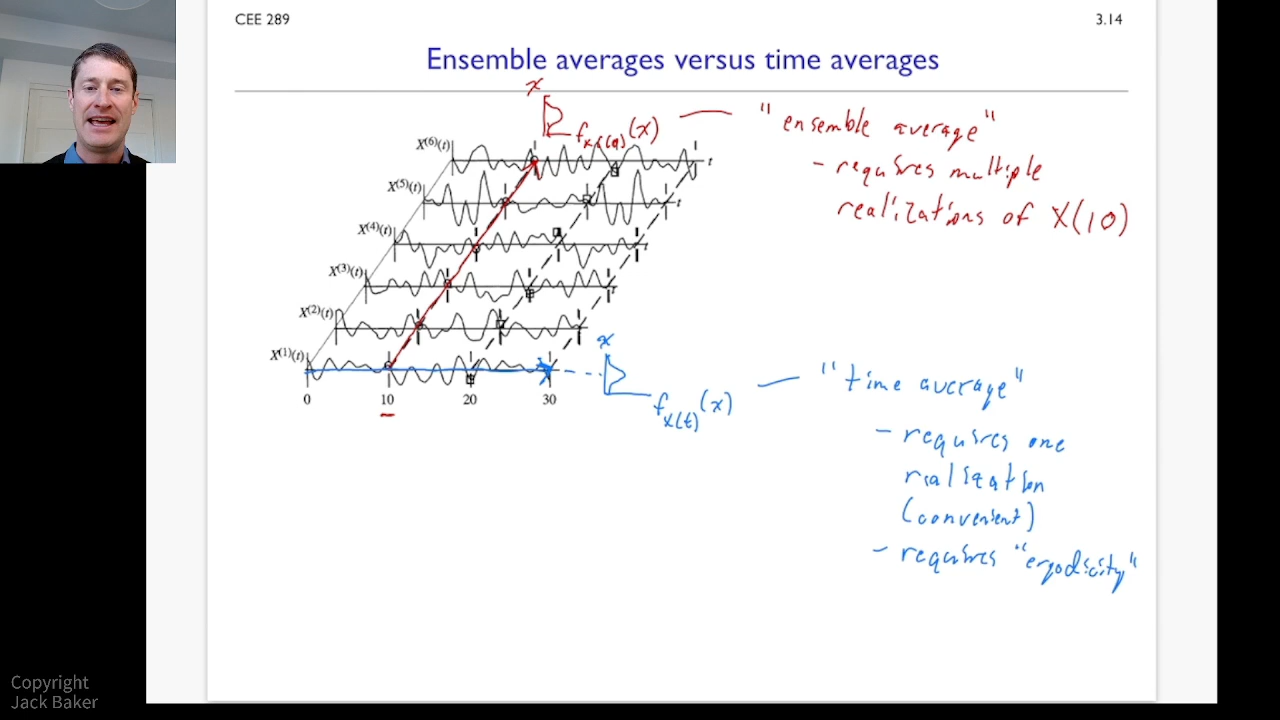 CEE 289
3.14
Ensemble averages versus time averages
x
f_{X(10)}(x)
"ensemble average"
- requires multiple
realizations of X(10)
X⁽⁶⁾(t)
t
X⁽⁵⁾(t)
t
X⁽⁴⁾(t)
t
X⁽³⁾(t)
t
X⁽²⁾(t)
X⁽¹⁾(t)
0
10
20
30
x
f_{X(t)}(x)
"time average"
- requires one
realization
(convenient)
- requires "ergodicity"
Copyright
Jack Baker